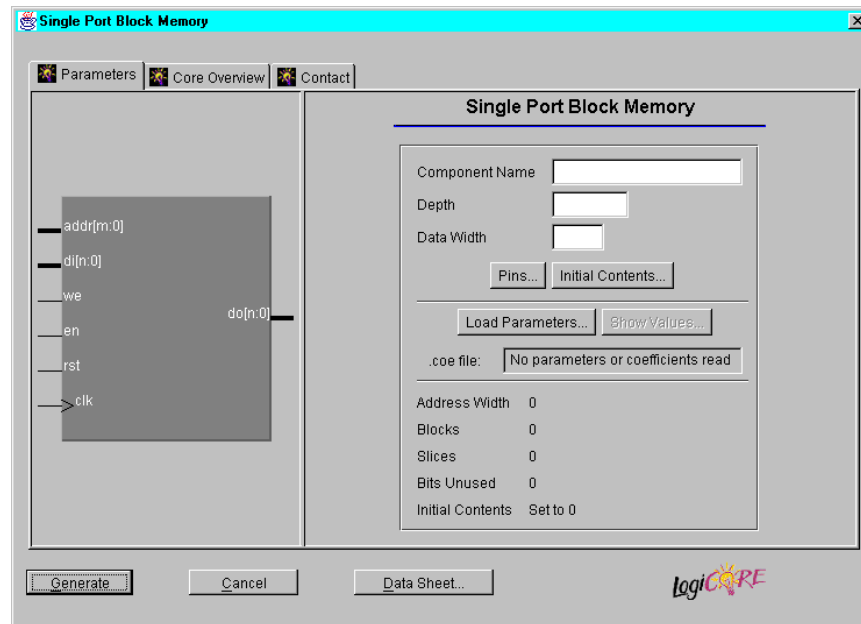 Single Port Block Memory
Parameters
Core Overview
Contact
addr[m:0]
di[n:0]
we
en
rst
clk
do[n:0]
Single Port Block Memory
Component Name
Depth
Data Width
Pins...
Initial Contents...
Load Parameters...
Show Values...
.coe file:
No parameters or coefficients read
Address Width 0
Blocks 0
Slices 0
Bits Unused 0
Initial Contents Set to 0
Generate
Cancel
Data Sheet...
LogiCORE